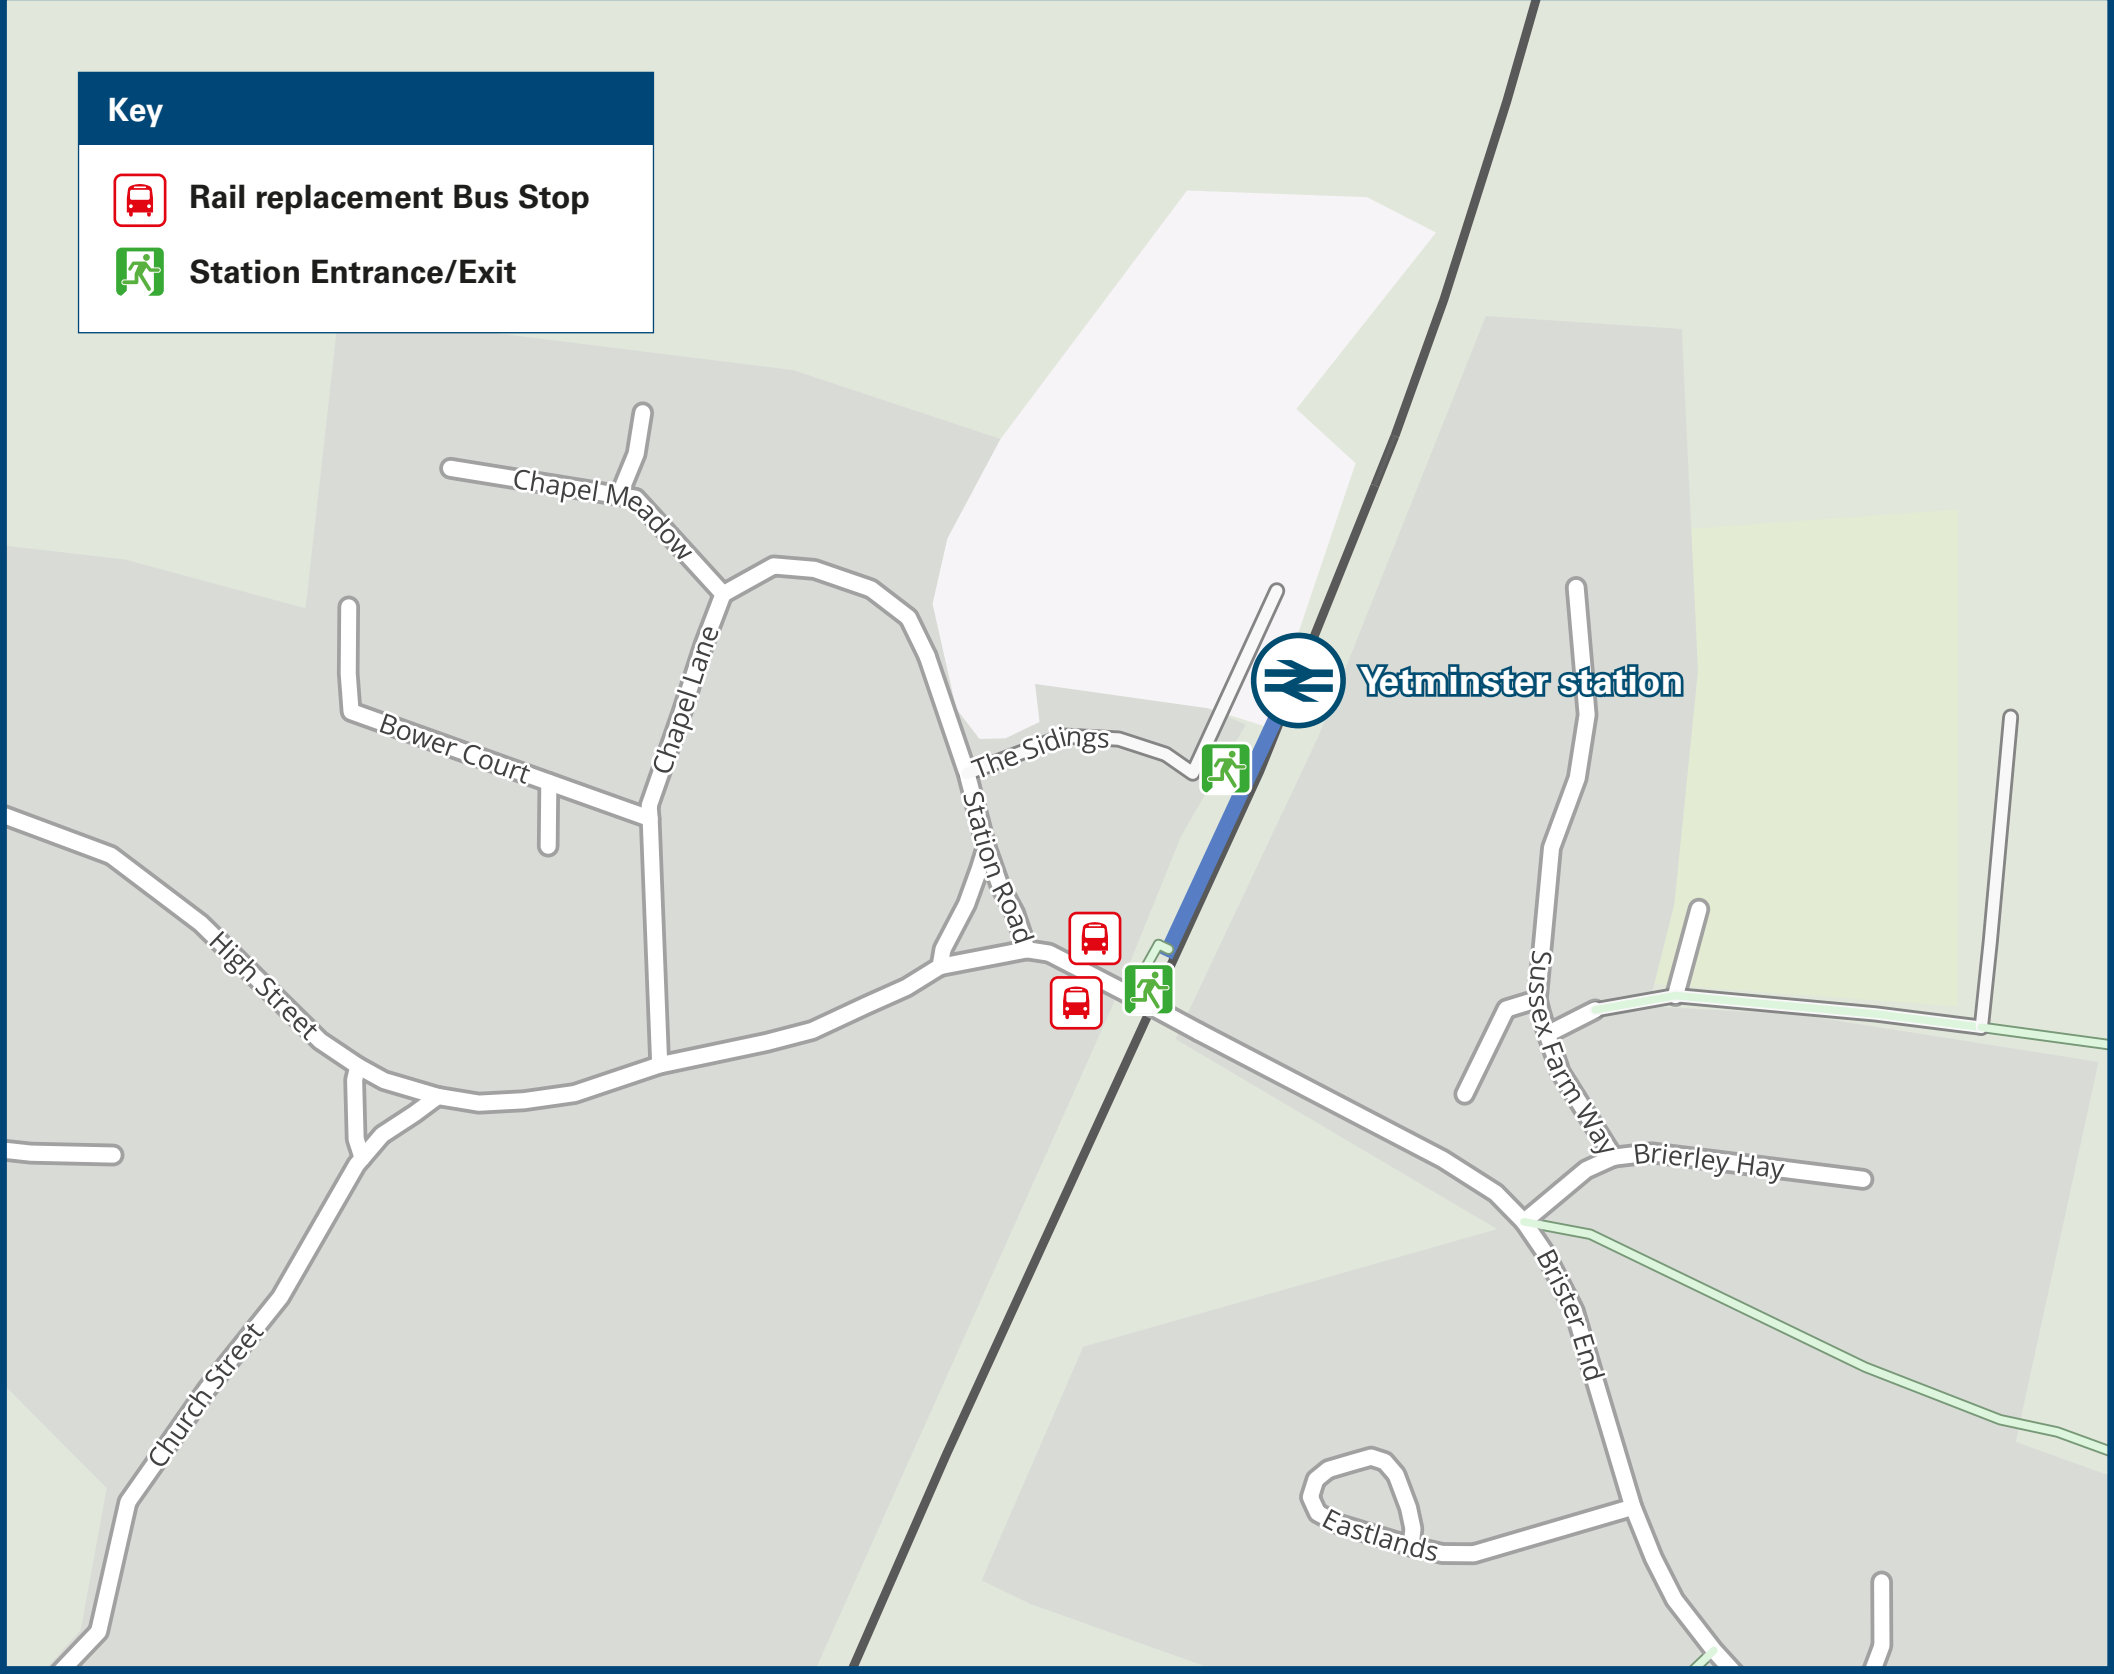 Key
Rail replacement Bus Stop
Station Entrance/Exit
Chapel Meadow
Chapel Lane
Bower Court
Yetminster station
The Sidings
Station Road
High Street
Snsssex Farm Way
Brierley Hay
Brister End
Church Street
Eastlands